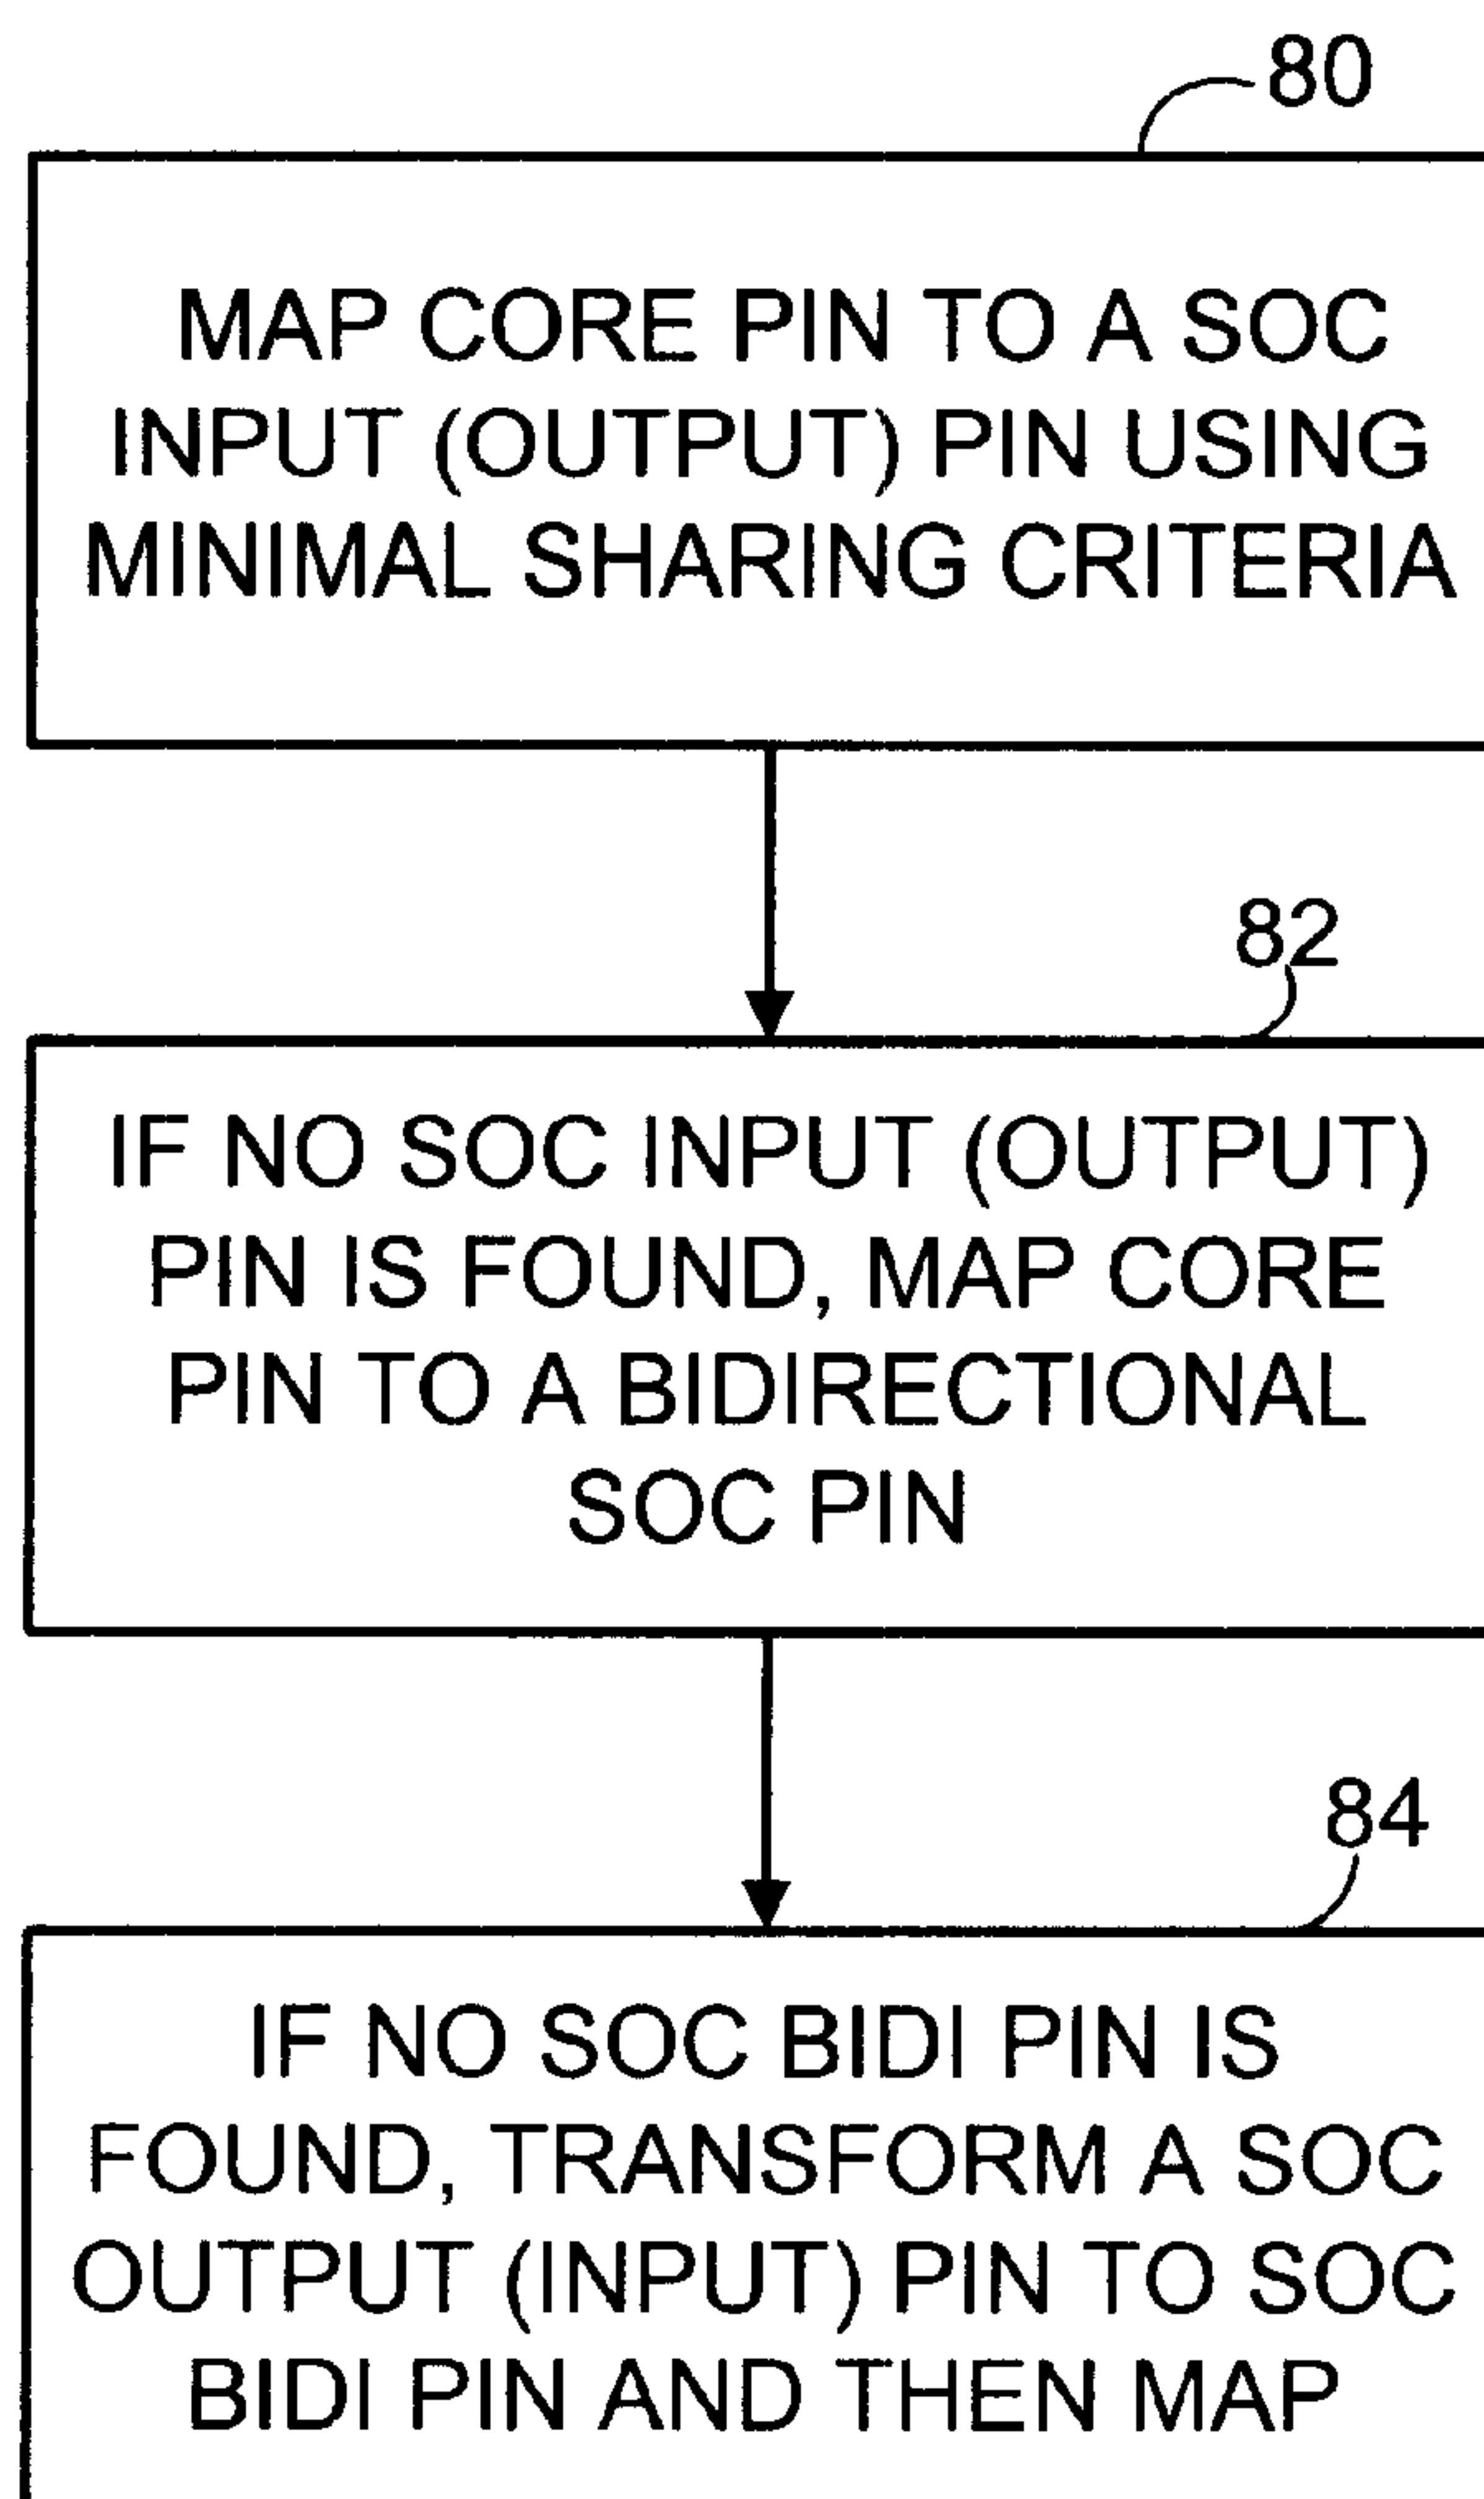 80
MAP CORE PIN TO A SOC
INPUT (OUTPUT) PIN USING
MINIMAL SHARING CRITERIA
82
IF NO SOC INPUT (OUTPUT)
PIN IS FOUND, MAP CORE
PIN TO A BIDIRECTIONAL
SOC PIN
84
IF NO SOC BIDI PIN IS
FOUND, TRANSFORM A SOC
OUTPUT (INPUT) PIN TO SOC
BIDI PIN AND THEN MAP